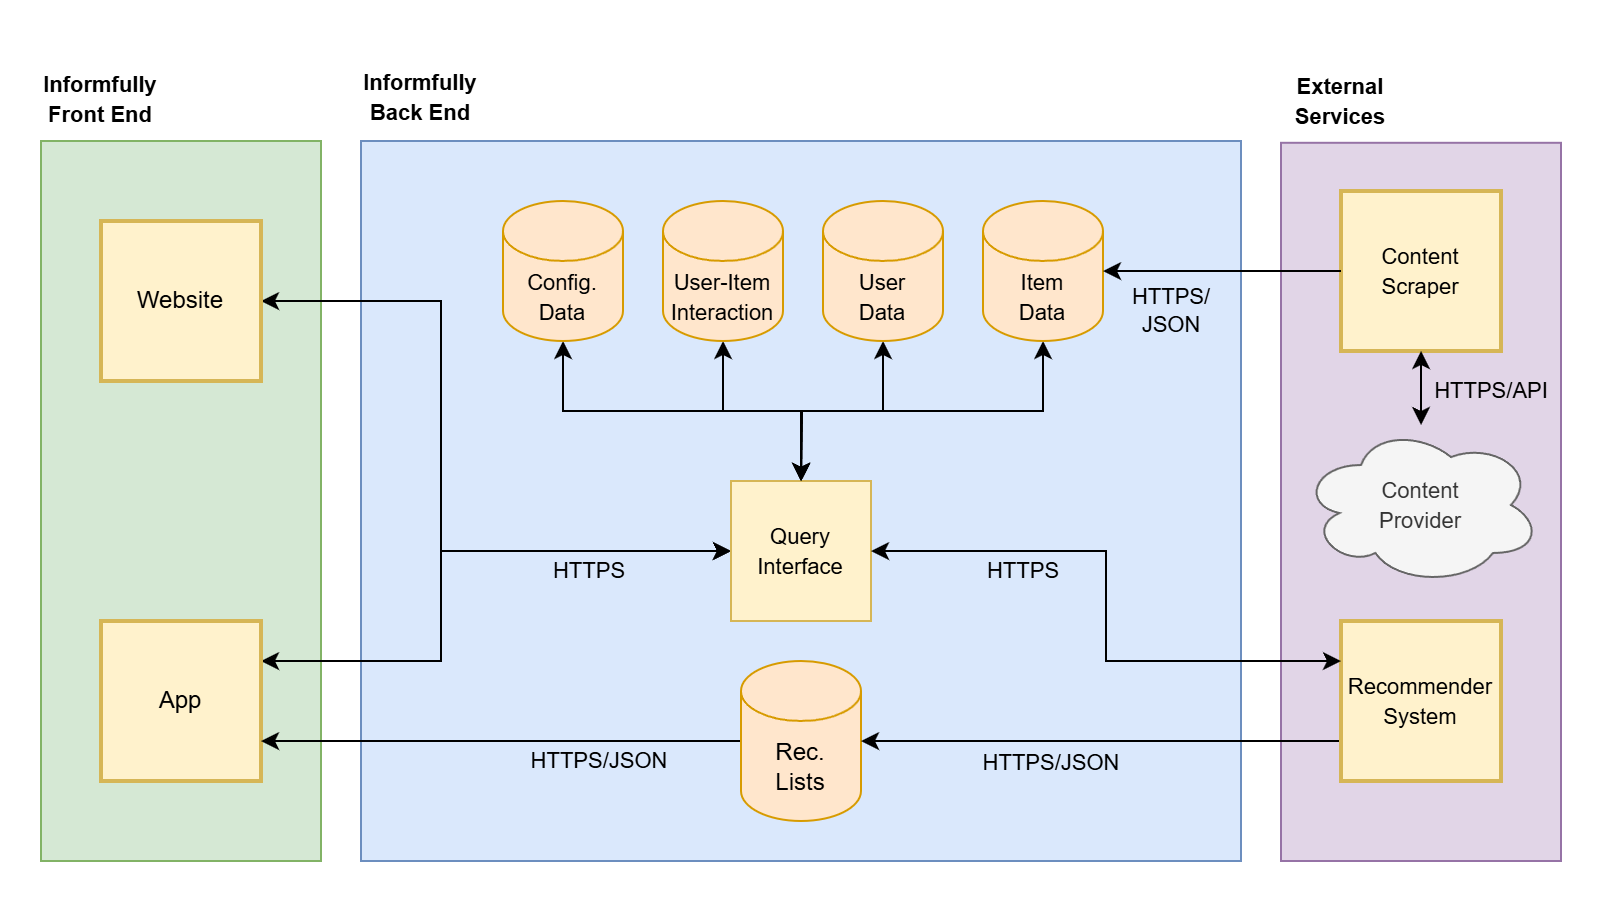 Informfully
Front End
Informfully
Back End
External
Services
Website
App
Config.
Data
User-Item
Interaction
User
Data
Item
Data
HTTPS/
JSON
Content
Scraper
HTTPS/API
Content
Provider
Query
Interface
HTTPS
HTTPS
Recommender
System
Rec.
Lists
HTTPS/JSON
HTTPS/JSON